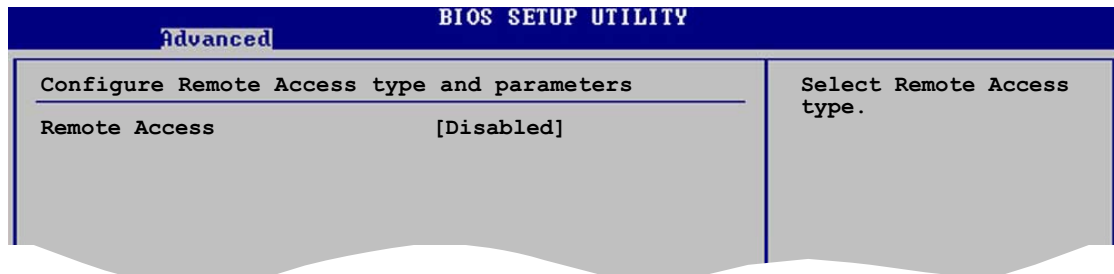 BIOS SETUP UTILITY
Advanced
Configure Remote Access type and parameters
Remote Access [Disabled]
Select Remote Access
type.